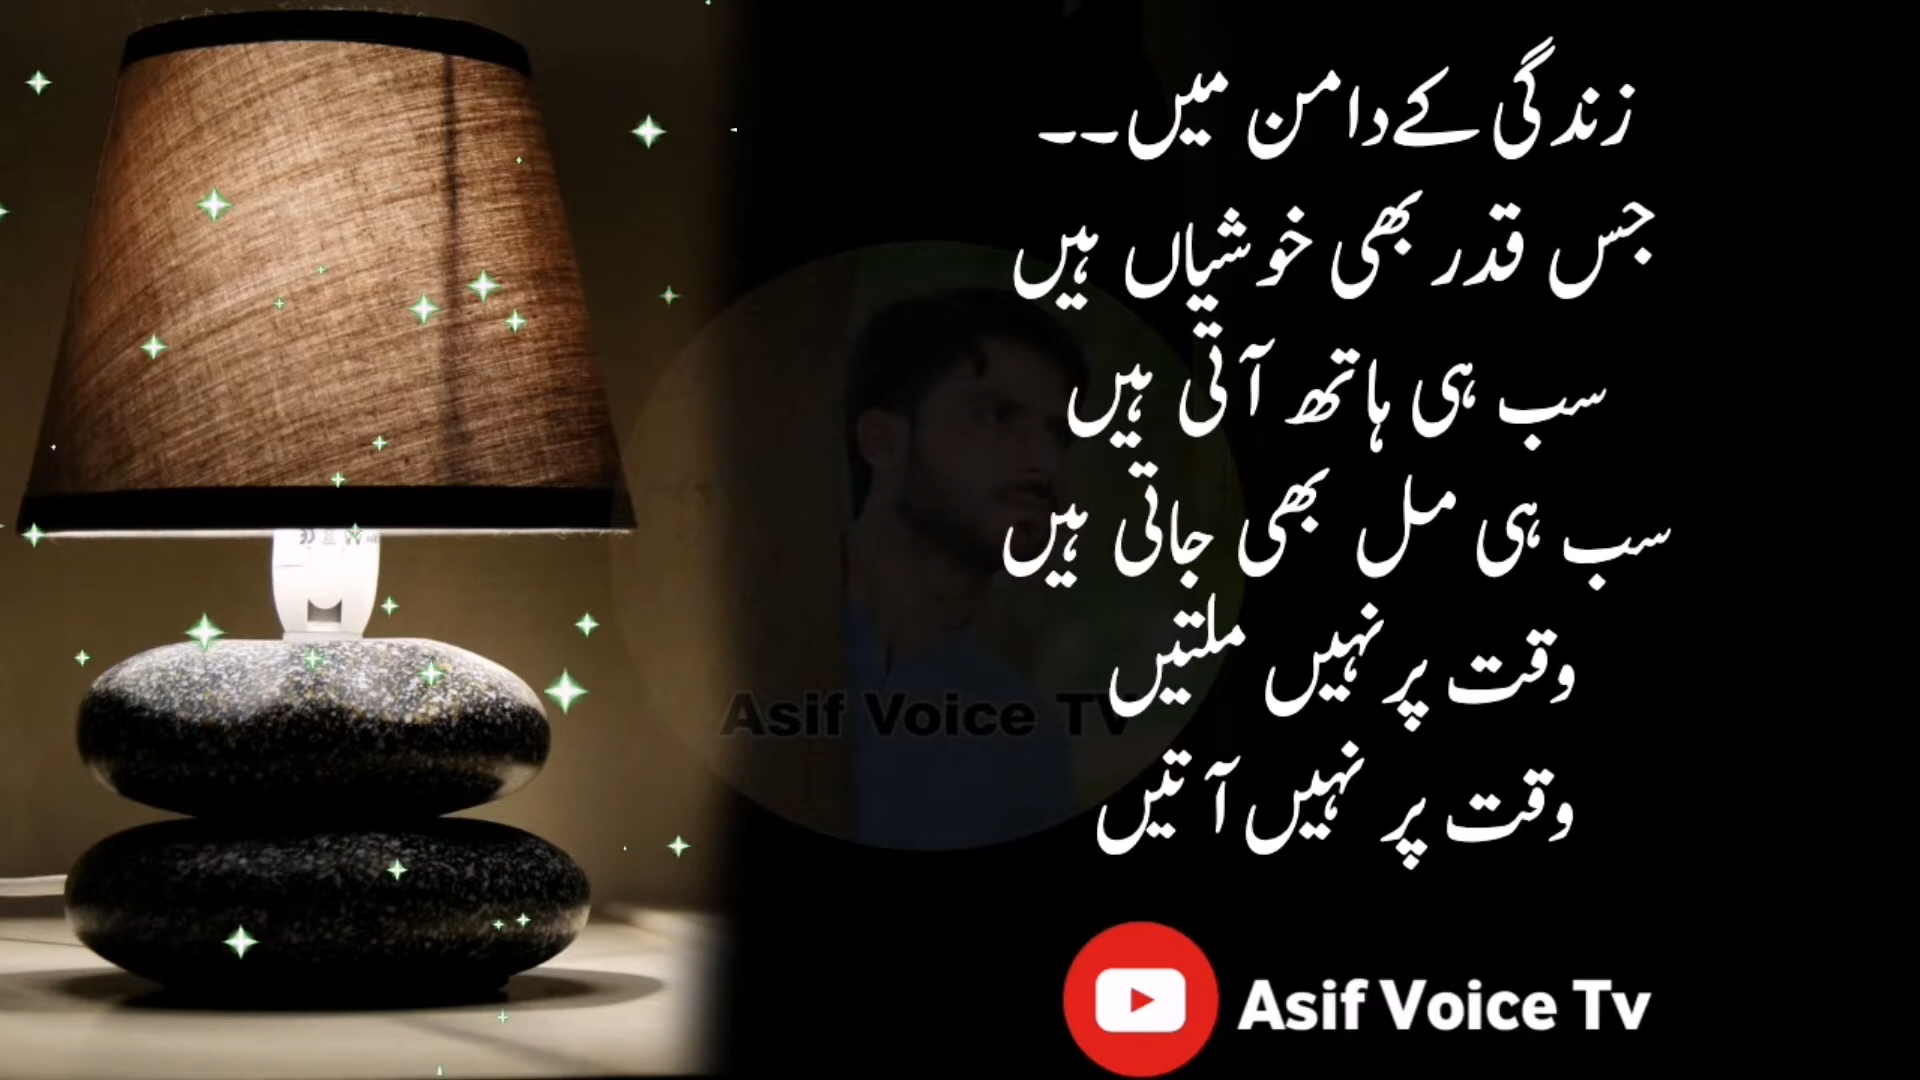 زندگی کے دامن میں۔۔
جس قدر بھی خوشیاں ہیں
سب ہی ہاتھ آتی ہیں
سب ہی مل بھی جاتی ہیں
وقت پر نہیں ملتیں
وقت پر نہیں آتیں
Asif Voice TV
Asif Voice Tv